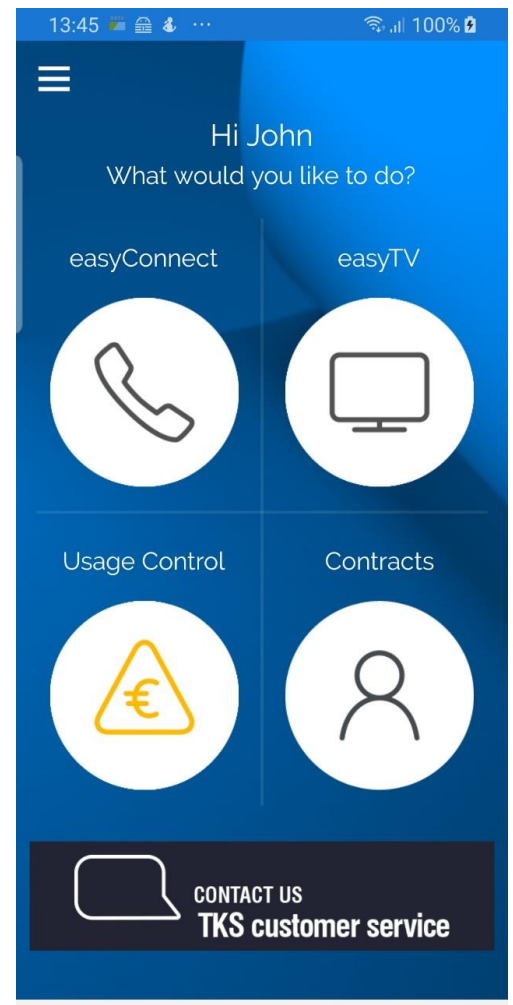 13:45 100%
Hi John
What would you like to do?
easyConnect easyTV
€
Usage Control Contracts
CONTACT US
TKS customer service